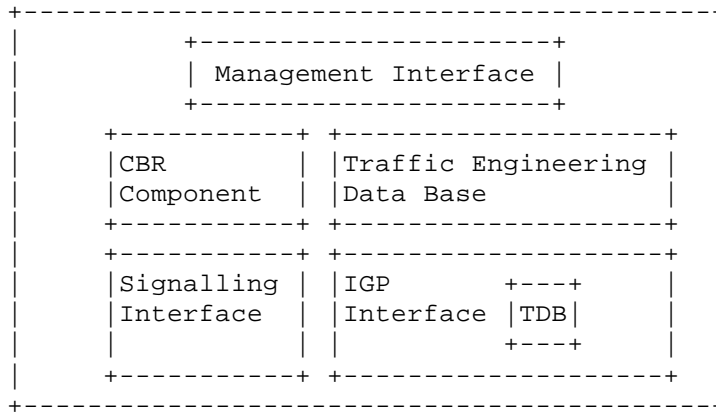 Management Interface
CBR Traffic Engineering
Component Data Base
Signalling IGP
Interface Interface TDB